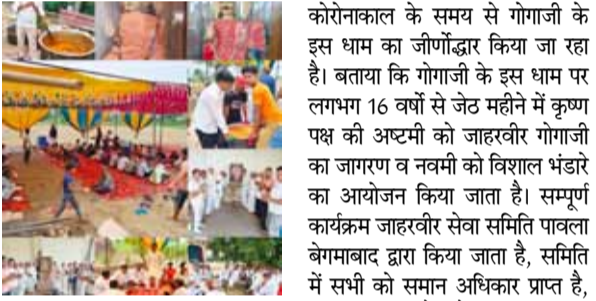 कोरोनाकाल के समय से गोगाजी के
इस धाम का जीर्णोद्धार किया जा रहा
है। बताया कि गोगाजी के इस धाम पर
लगभग 16 वर्षो से जेठ महीने में कृष्ण
पक्ष की अष्टमी को जाहरवीर गोगाजी
का जागरण व नवमी को विशाल भंडारे
का आयोजन किया जाता है। सम्पूर्ण
कार्यक्रम जाहरवीर सेवा समिति पावला
बेगमाबाद द्वारा किया जाता है, समिति
में सभी को समान अधिकार प्राप्त है,